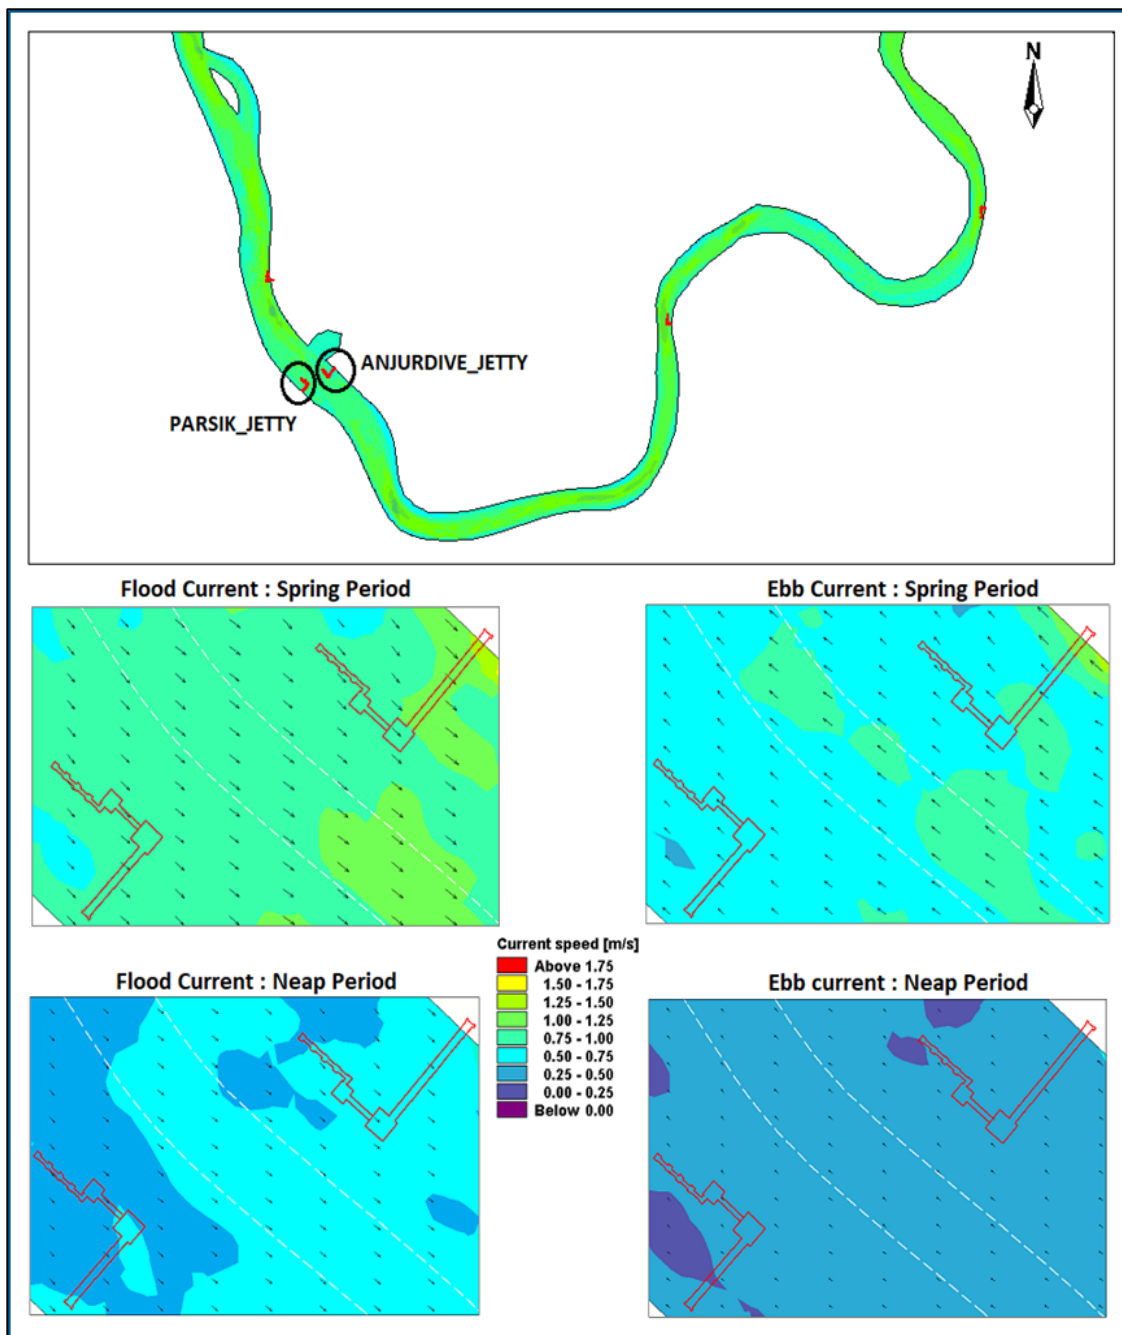 N
ANJURDIVE_JETTY
PARSIK_JETTY
Flood Current : Spring Period
Ebb Current : Spring Period
Current speed [m/s]
Above 1.75
1.50 - 1.75
1.25 - 1.50
1.00 - 1.25
0.75 - 1.00
0.50 - 0.75
0.25 - 0.50
0.00 - 0.25
Below 0.00
Flood Current : Neap Period
Ebb current : Neap Period